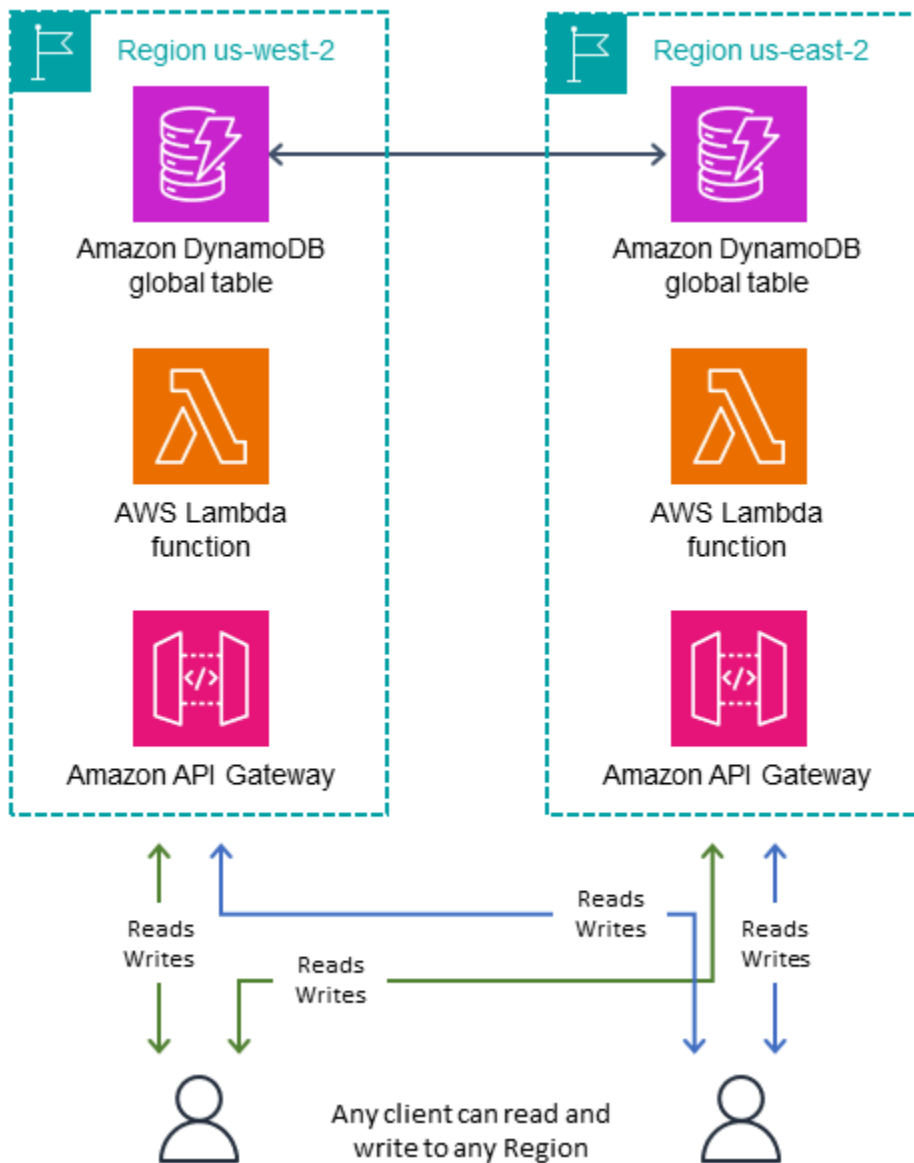 Region us-west-2
Region us-east-2
Amazon DynamoDB
global table
Amazon DynamoDB
global table
AWS Lambda
function
AWS Lambda
function
</>
Amazon API Gateway
</>
Amazon API Gateway
Reads
Writes
Reads
Writes
Reads
Writes
Reads
Writes
Any client can read and
write to any Region